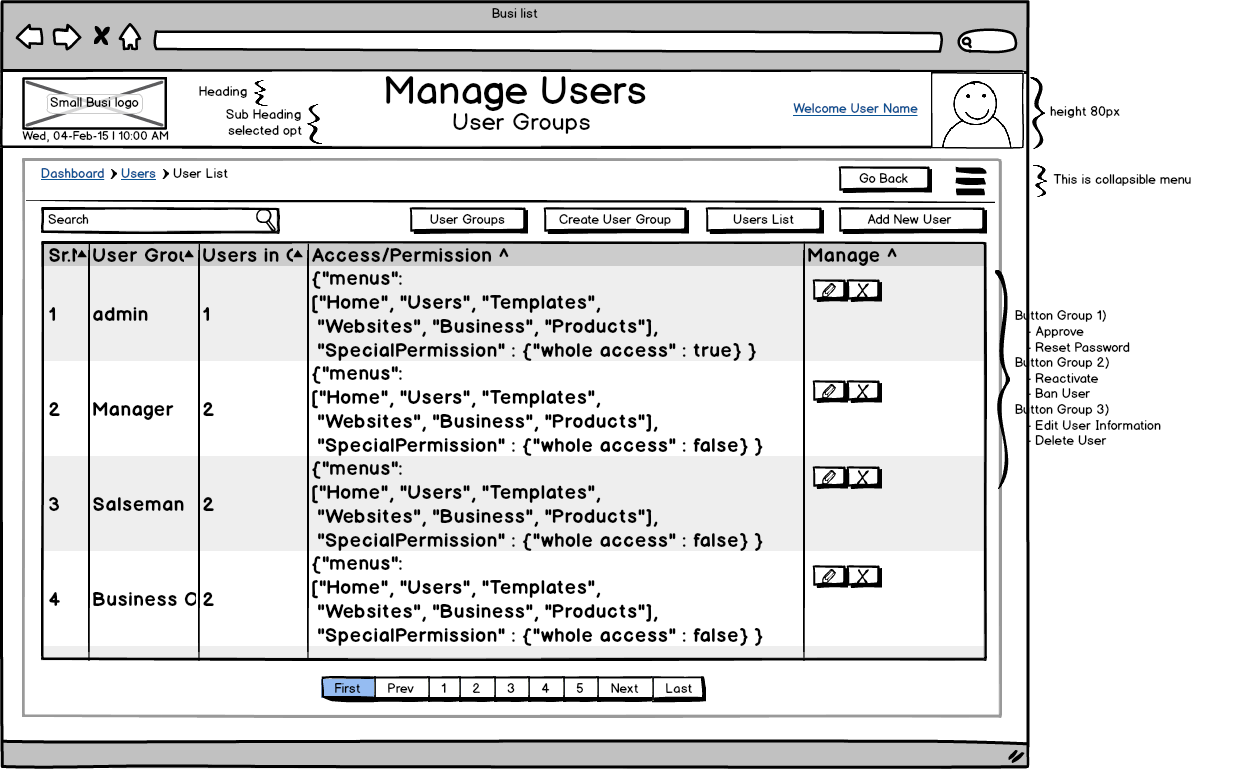 Busi list
Small Busi logo
Wed, 04-Feb-15 | 10:00 AM
Heading
Sub Heading
selected opt
Manage Users
User Groups
Welcome User Name
height 80px
Dashboard > Users > User List
Go Back
This is collapsible menu
Search
User Groups
Create User Group
Users List
Add New User
Sr.N User Grou Users in G Access/Permission ^ Manage ^
1 admin 1
{"menus":
["Home", "Users", "Templates",
"Websites", "Business", "Products"],
"SpecialPermission" : {"whole access" : true} }
X
2 Manager 2
{"menus":
["Home", "Users", "Templates",
"Websites", "Business", "Products"],
"SpecialPermission" : {"whole access" : false} }
X
3 Salseman 2
{"menus":
["Home", "Users", "Templates",
"Websites", "Business", "Products"],
"SpecialPermission" : {"whole access" : false} }
X
4 Business O 2
{"menus":
["Home", "Users", "Templates",
"Websites", "Business", "Products"],
"SpecialPermission" : {"whole access" : false} }
X
Button Group 1)
- Approve
- Reset Password
Button Group 2)
- Reactivate
- Ban User
Button Group 3)
- Edit User Information
- Delete User
First Prev 1 2 3 4 5 Next Last